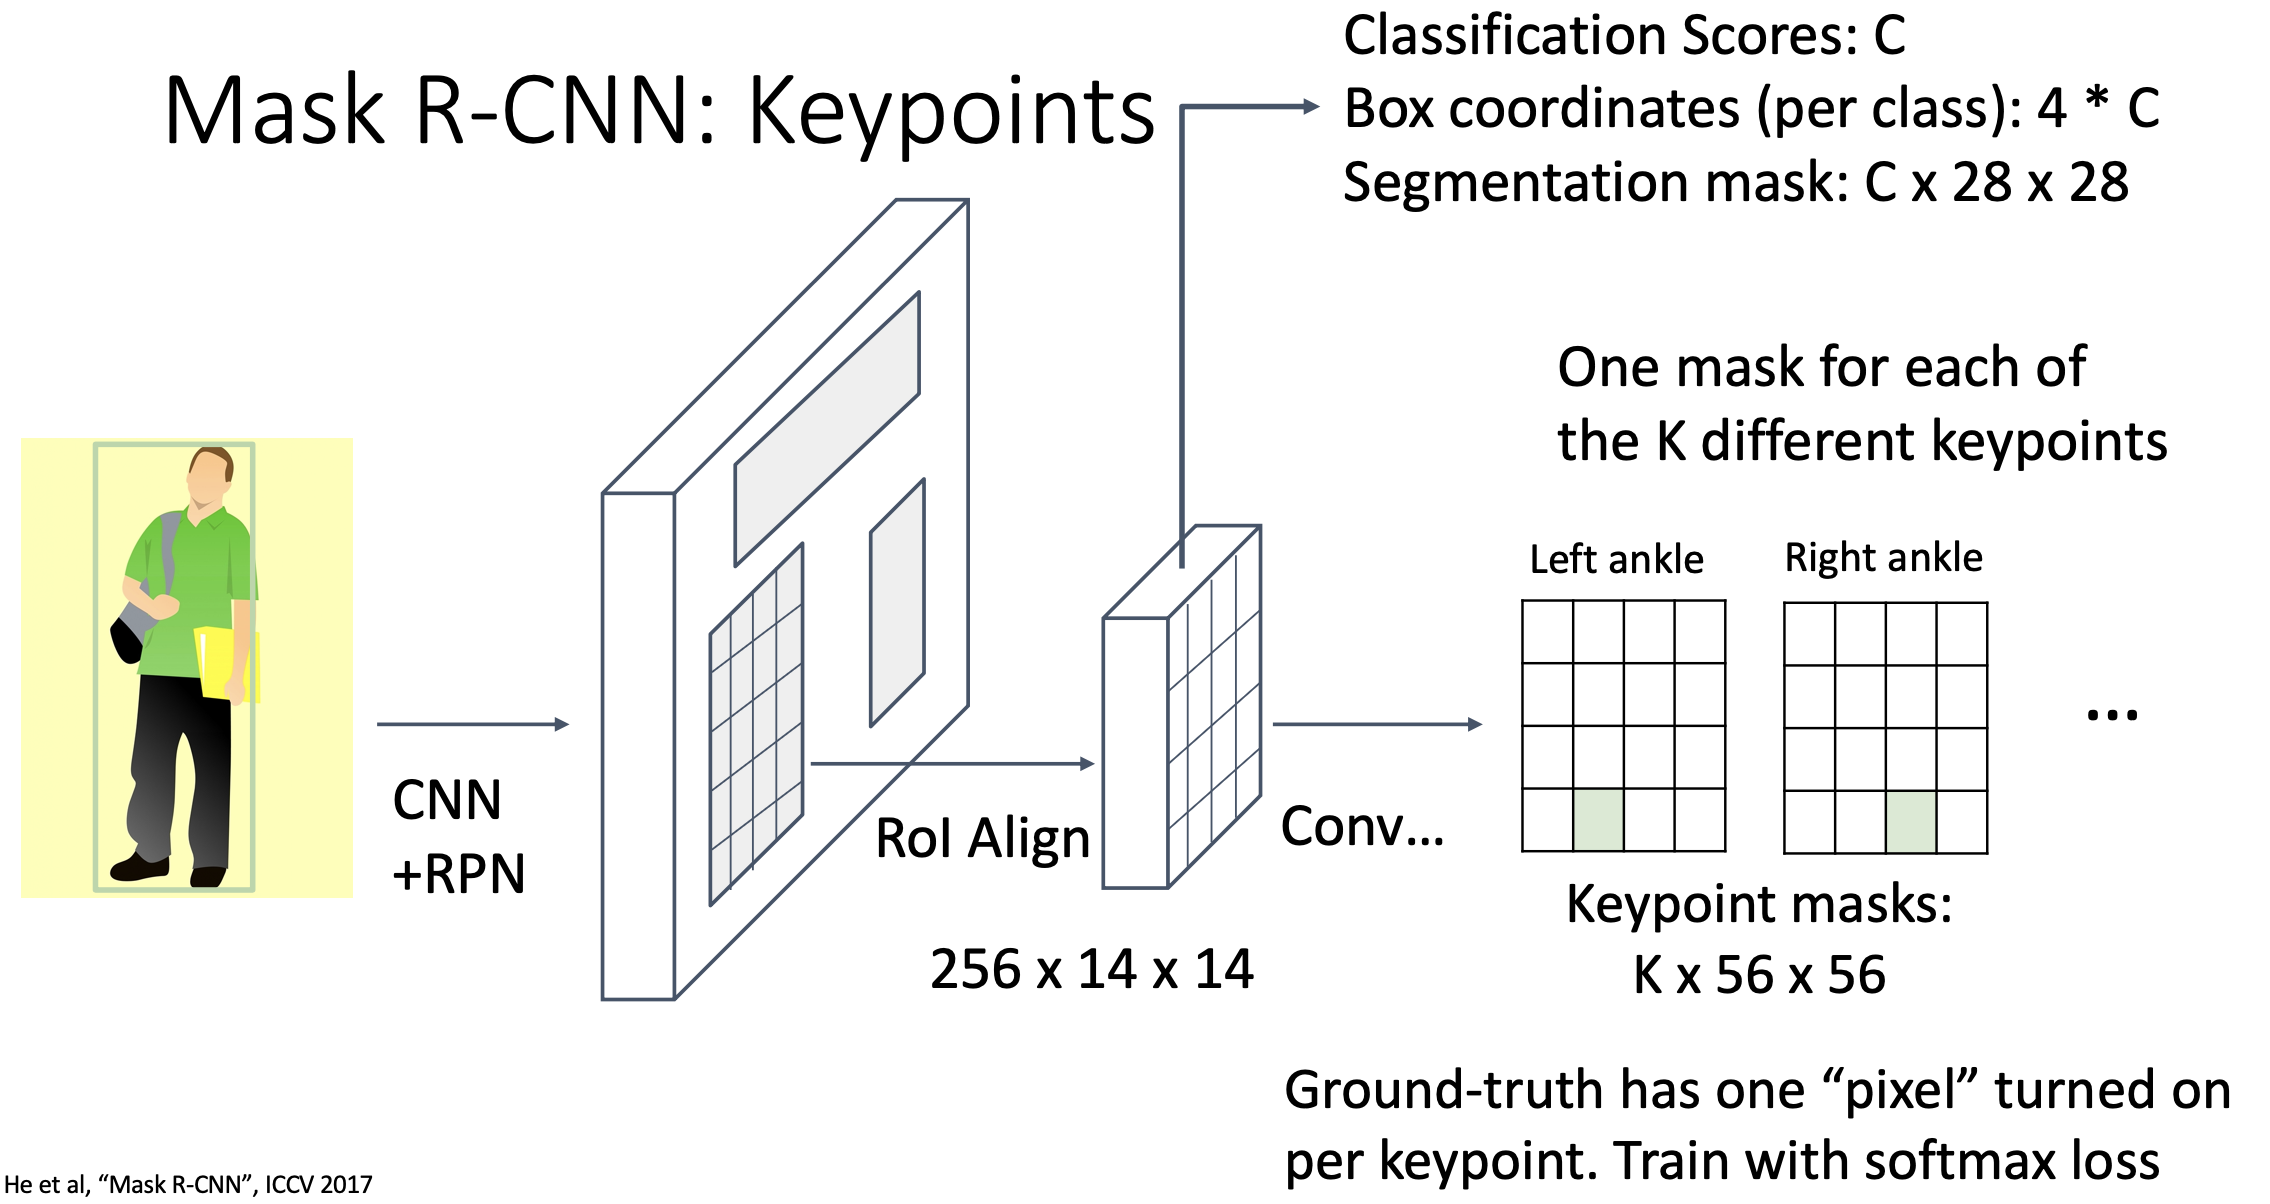 Mask R-CNN: Keypoints
Classification Scores: C
Box coordinates (per class): 4 * C
Segmentation mask: C x 28 x 28
One mask for each of
the K different keypoints
Left ankle
Right ankle
...
CNN
+RPN
RoI Align
Conv...
256 x 14 x 14
Keypoint masks:
K x 56 x 56
Ground-truth has one “pixel” turned on
per keypoint. Train with softmax loss
He et al, “Mask R-CNN”, ICCV 2017